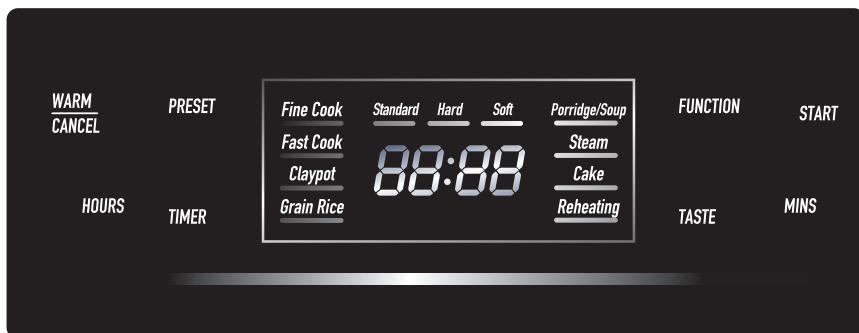 WARM
CANCEL
PRESET
HOURS
TIMER
Fine Cook
Fast Cook
Claypot
Grain Rice
Standard Hard Soft
88:88
Porridge/Soup
Steam
Cake
Reheating
FUNCTION
START
TASTE
MINS